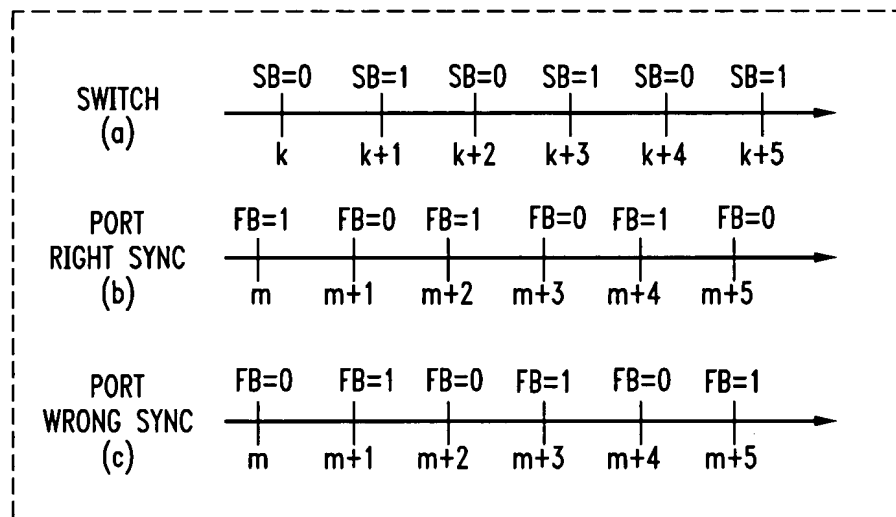 SB=0 SB=1 SB=0 SB=1 SB=0 SB=1
SWITCH
(a)
k k+1 k+2 k+3 k+4 k+5
FB=1 FB=0 FB=1 FB=0 FB=1 FB=0
PORT
RIGHT SYNC
(b)
m m+1 m+2 m+3 m+4 m+5
FB=0 FB=1 FB=0 FB=1 FB=0 FB=1
PORT
WRONG SYNC
(c)
m m+1 m+2 m+3 m+4 m+5